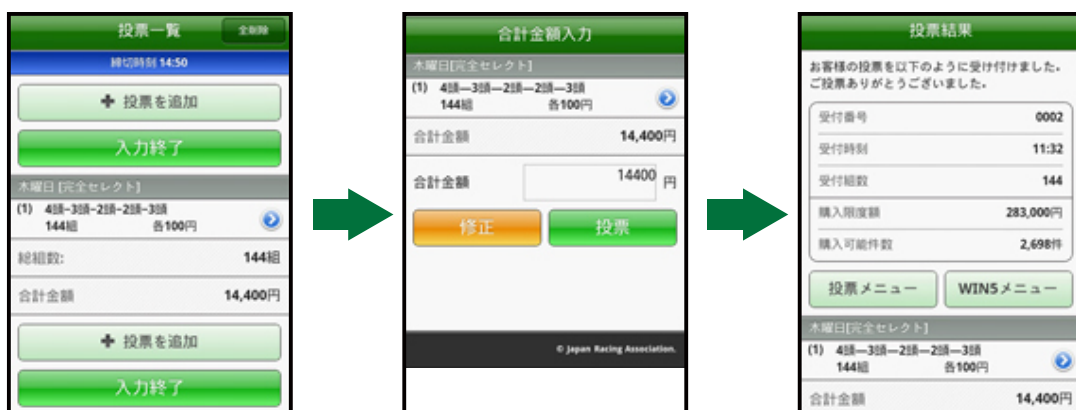 投票一覧
全削除
締切時刻 14:50
✚ 投票を追加
入力終了
木曜日 [完全セレクト]
(1) 4頭−3頭−2頭−2頭−3頭
144組 各100円
総組数: 144組
合計金額 14,400円
✚ 投票を追加
入力終了
合計金額入力
木曜日[完全セレクト]
(1) 4頭―3頭―2頭―2頭―3頭
144組 各100円
合計金額 14,400円
合計金額 14400 円
修正 投票
© Japan Racing Association.
投票結果
お客様の投票を以下のように受け付けました。
ご投票ありがとうございました。
受付番号 0002
受付時刻 11:32
受付組数 144
購入限度額 283,000円
購入可能件数 2,698件
投票メニュー WIN5メニュー
木曜日[完全セレクト]
(1) 4頭―3頭―2頭―2頭―3頭
144組 各100円
合計金額 14,400円